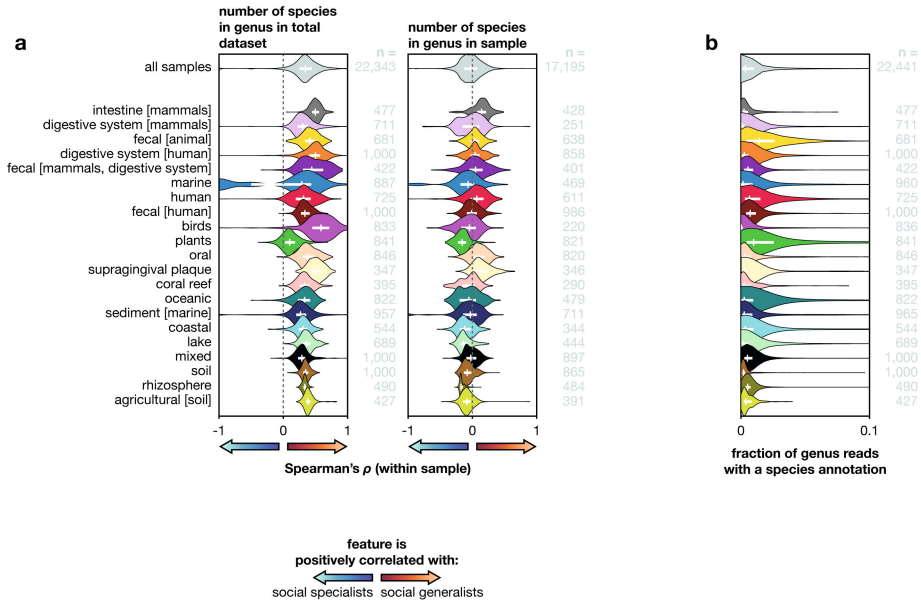 a
number of species
in genus in total
dataset
number of species
in genus in sample
b
n =
n =
n =
all samples 22,343 17,195 22,441
intestine [mammals] 477 428 477
digestive system [mammals] 711 251 711
fecal [animal] 681 638 681
digestive system [human] 1,000 858 1,000
fecal [mammals, digestive system] 422 401 422
marine 887 469 960
human 725 611 725
fecal [human] 1,000 986 1,000
birds 833 220 836
plants 841 821 841
oral 846 820 846
supragingival plaque 347 346 347
coral reef 395 290 395
oceanic 822 479 822
sediment [marine] 957 711 965
coastal 544 344 544
lake 689 444 689
mixed 1,000 897 1,000
soil 1,000 865 1,000
rhizosphere 490 484 490
agricultural [soil] 427 391 427
-1 0 1 -1 0 1 0 0.1
Spearman's ρ (within sample)
fraction of genus reads
with a species annotation
feature is
positively correlated with:
social specialists social generalists